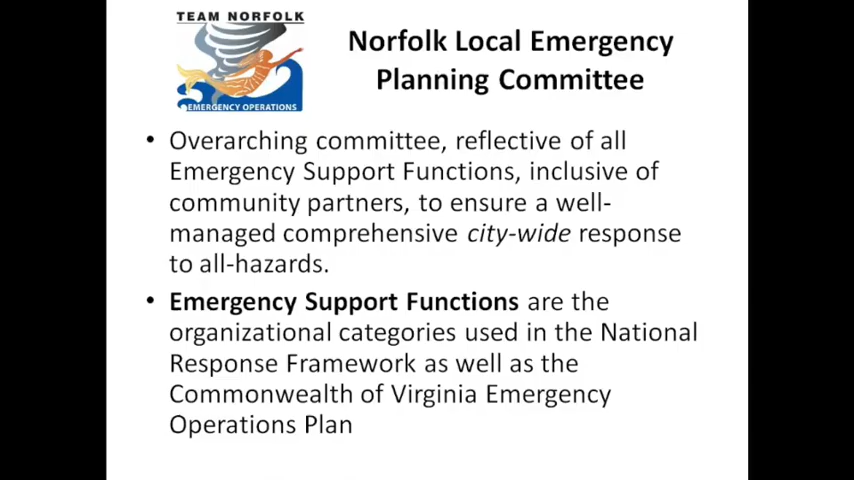 TEAM NORFOLK
EMERGENCY OPERATIONS
Norfolk Local Emergency
Planning Committee
• Overarching committee, reflective of all
Emergency Support Functions, inclusive of
community partners, to ensure a well-
managed comprehensive city-wide response
to all-hazards.
• Emergency Support Functions are the
organizational categories used in the National
Response Framework as well as the
Commonwealth of Virginia Emergency
Operations Plan